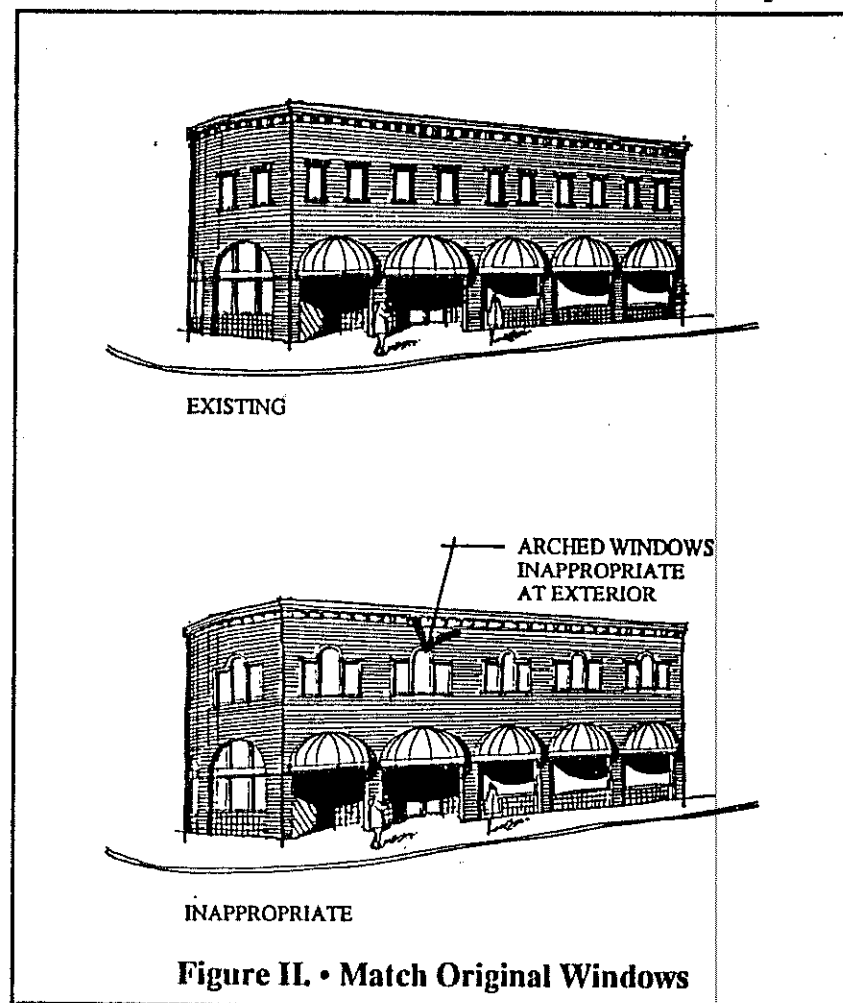 EXISTING
ARCHED WINDOWS
INAPPROPRIATE
AT EXTERIOR
INAPPROPRIATE
Figure II. • Match Original Windows